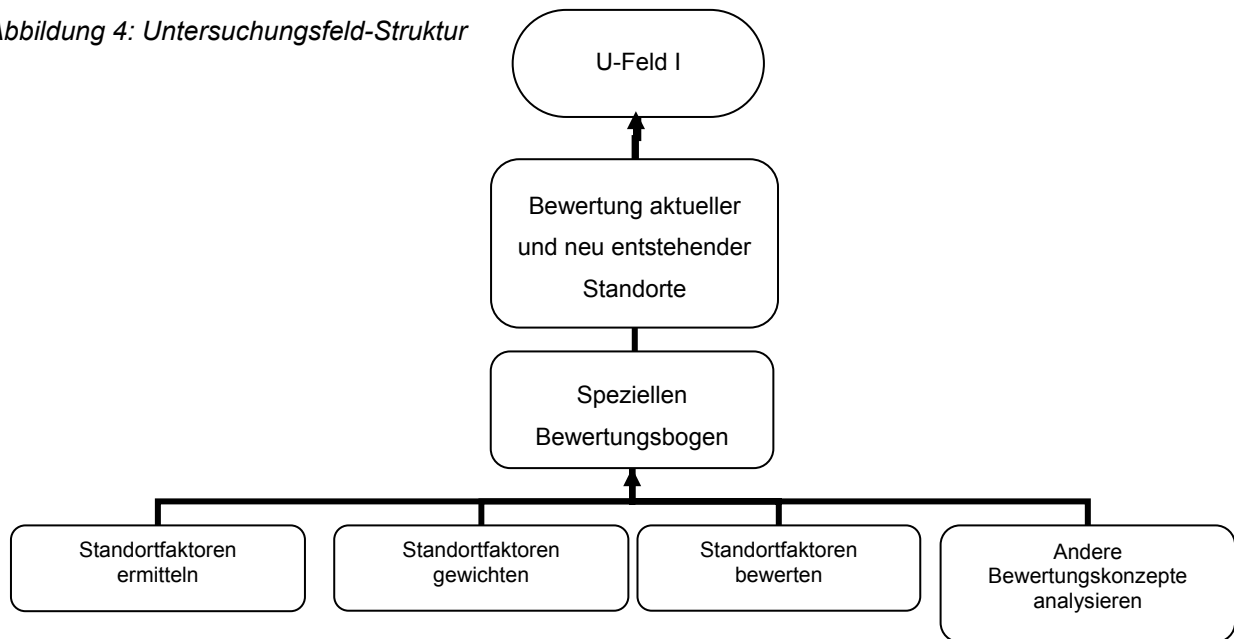 Abbildung 4: Untersuchungsfeld-Struktur
U-Feld I
Bewertung aktueller
und neu entstehender
Standorte
Speziellen
Bewertungsbogen
Standortfaktoren
ermitteln
Standortfaktoren
gewichten
Standortfaktoren
bewerten
Andere
Bewertungskonzepte
analysieren